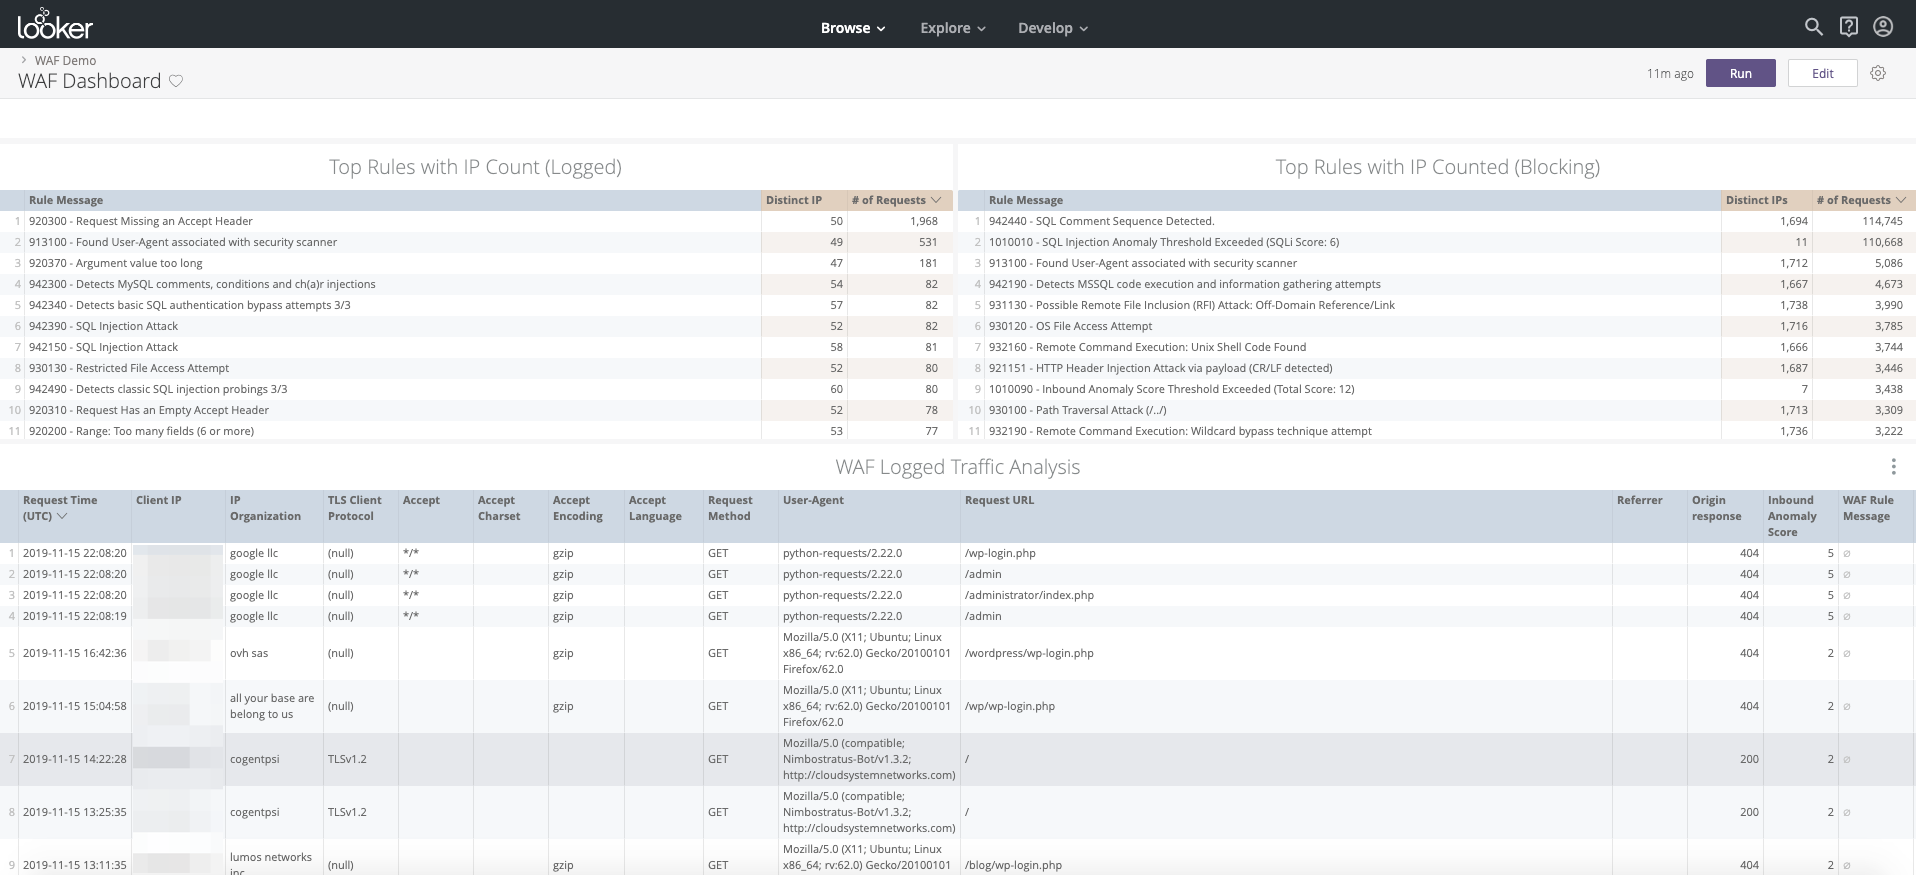 looker
Browse Explore Develop
WAF Demo
WAF Dashboard
11m ago Run Edit
Top Rules with IP Count (Logged)
Rule Message Distinct IP # of Requests
1 920300 - Request Missing an Accept Header 50 1,968
2 913100 - Found User-Agent associated with security scanner 49 531
3 920370 - Argument value too long 47 181
4 942300 - Detects MySQL comments, conditions and ch(a)r injections 54 82
5 942340 - Detects basic SQL authentication bypass attempts 3/3 57 82
6 942390 - SQL Injection Attack 52 82
7 942150 - SQL Injection Attack 58 81
8 930130 - Restricted File Access Attempt 52 80
9 942490 - Detects classic SQL injection probings 3/3 60 80
10 920310 - Request Has an Empty Accept Header 52 78
11 920200 - Range: Too many fields (6 or more) 53 77
Top Rules with IP Counted (Blocking)
Rule Message Distinct IPs # of Requests
1 942440 - SQL Comment Sequence Detected. 1,694 114,745
2 1010010 - SQL Injection Anomaly Threshold Exceeded (SQLi Score: 6) 11 110,668
3 913100 - Found User-Agent associated with security scanner 1,712 5,086
4 942190 - Detects MSSQL code execution and information gathering attempts 1,667 4,673
5 931130 - Possible Remote File Inclusion (RFI) Attack: Off-Domain Reference/Link 1,738 3,990
6 930120 - OS File Access Attempt 1,716 3,785
7 932160 - Remote Command Execution: Unix Shell Code Found 1,666 3,744
8 921151 - HTTP Header Injection Attack via payload (CR/LF detected) 1,687 3,446
9 1010090 - Inbound Anomaly Score Threshold Exceeded (Total Score: 12) 7 3,438
10 930100 - Path Traversal Attack (/../) 1,713 3,309
11 932190 - Remote Command Execution: Wildcard bypass technique attempt 1,736 3,222
WAF Logged Traffic Analysis
Request Time Client IP IP TLS Client Accept Accept Accept Accept Request User-Agent Request URL Referrer Origin Inbound WAF Rule
(UTC) Organization Protocol Charset Encoding Language Method response Anomaly Message
Score
1 2019-11-15 22:08:20 google llc (null) */* gzip GET python-requests/2.22.0 /wp-login.php 404 5 ∅
2 2019-11-15 22:08:20 google llc (null) */* gzip GET python-requests/2.22.0 /admin 404 5 ∅
3 2019-11-15 22:08:20 google llc (null) */* gzip GET python-requests/2.22.0 /administrator/index.php 404 5 ∅
4 2019-11-15 22:08:19 google llc (null) */* gzip GET python-requests/2.22.0 /admin 404 5 ∅
Mozilla/5.0 (X11; Ubuntu; Linux
5 2019-11-15 16:42:36 ovh sas (null) gzip GET x86_64; rv:62.0) Gecko/20100101 /wordpress/wp-login.php 404 2 ∅
Firefox/62.0
Mozilla/5.0 (X11; Ubuntu; Linux
all your base are
6 2019-11-15 15:04:58 (null) gzip GET x86_64; rv:62.0) Gecko/20100101 /wp/wp-login.php 404 2 ∅
belong to us
Firefox/62.0
Mozilla/5.0 (compatible;
7 2019-11-15 14:22:28 cogentpsi TLSv1.2 GET Nimbostratus-Bot/v1.3.2; / 200 2 ∅
http://cloudsystemnetworks.com)
Mozilla/5.0 (compatible;
8 2019-11-15 13:25:35 cogentpsi TLSv1.2 GET Nimbostratus-Bot/v1.3.2; / 200 2 ∅
http://cloudsystemnetworks.com)
Mozilla/5.0 (X11; Ubuntu; Linux
lumos networks
9 2019-11-15 13:11:35 (null) gzip GET x86_64; rv:62.0) Gecko/20100101 /blog/wp-login.php 404 2 ∅
inc